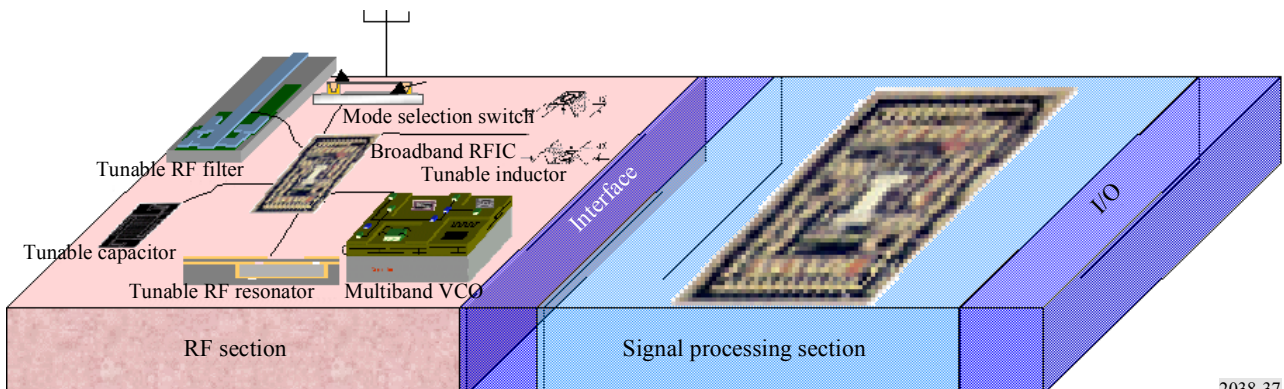 Mode selection switch
Broadband RFIC
Tunable RF filter
Tunable inductor
Interface
I/O
Tunable capacitor
Tunable RF resonator
Multiband VCO
RF section
Signal processing section
2038-37